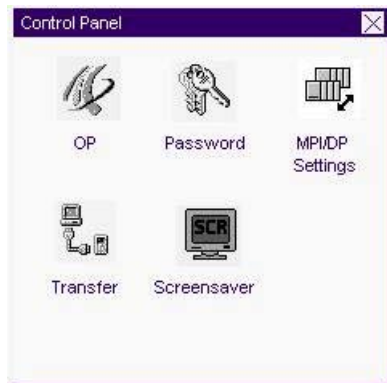 Control Panel
OP
Password
MPI/DP
Settings
SCR
Transfer
Screensaver